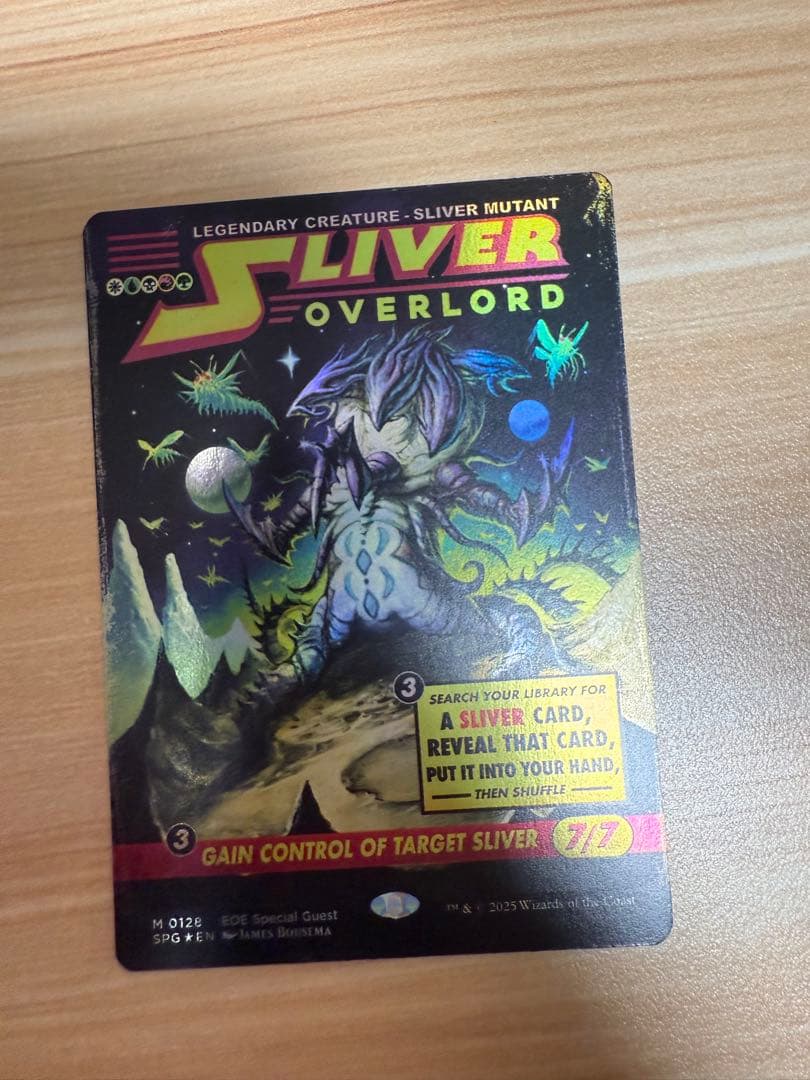 LEGENDARY CREATURE - SLIVER MUTANT
SLIVER
OVERLORD
3
SEARCH YOUR LIBRARY FOR
A SLIVER CARD,
REVEAL THAT CARD,
PUT IT INTO YOUR HAND,
THEN SHUFFLE
3
GAIN CONTROL OF TARGET SLIVER 7/7
M 0128 EOE Special Guest
SPG★EN JAMES BOUSEMA
™ & © 2025 Wizards of the Coast